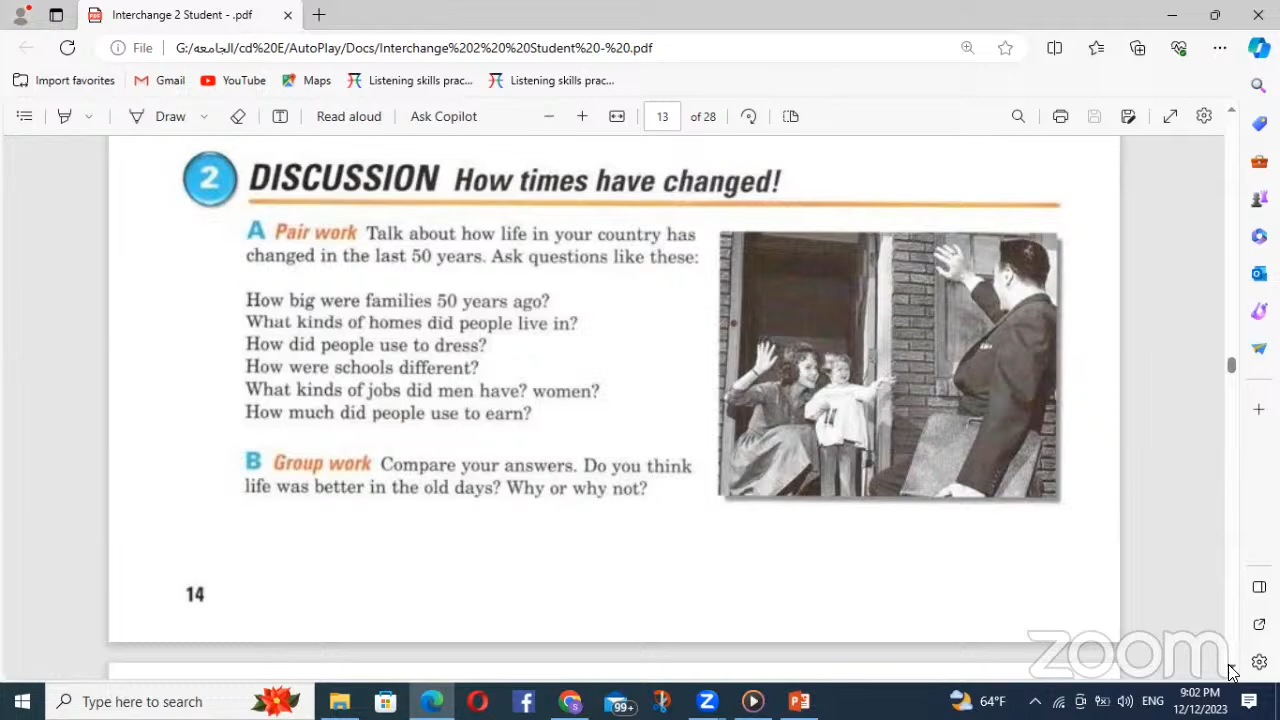 Interchange 2 Student - .pdf
File
G:/الجامعه/cd%20E/AutoPlay/Docs/Interchange%202%20%20Student%20-%20.pdf
Import favorites
Gmail
YouTube
Maps
Listening skills prac...
Listening skills prac...
Draw
Read aloud
Ask Copilot
13
of 28
2 DISCUSSION How times have changed!
A Pair work Talk about how life in your country has
changed in the last 50 years. Ask questions like these:
How big were families 50 years ago?
What kinds of homes did people live in?
How did people use to dress?
How were schools different?
What kinds of jobs did men have? women?
How much did people use to earn?
B Group work Compare your answers. Do you think
life was better in the old days? Why or why not?
14
zoom
Type here to search
99+
64°F
ENG
9:02 PM
12/12/2023